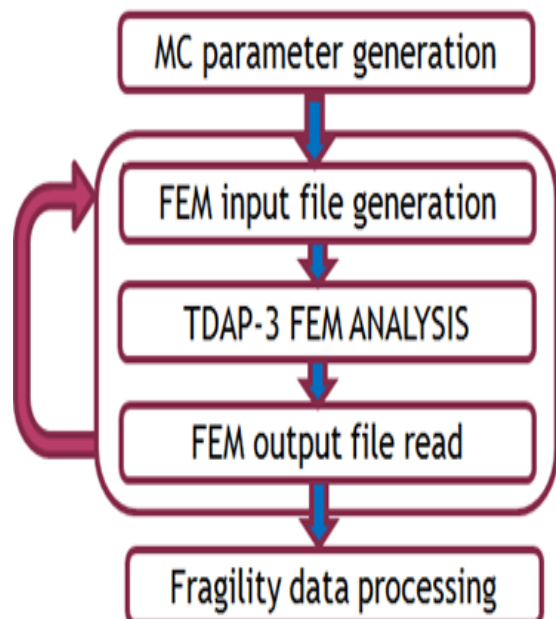 MC parameter generation
FEM input file generation
TDAP-3 FEM ANALYSIS
FEM output file read
Fragility data processing